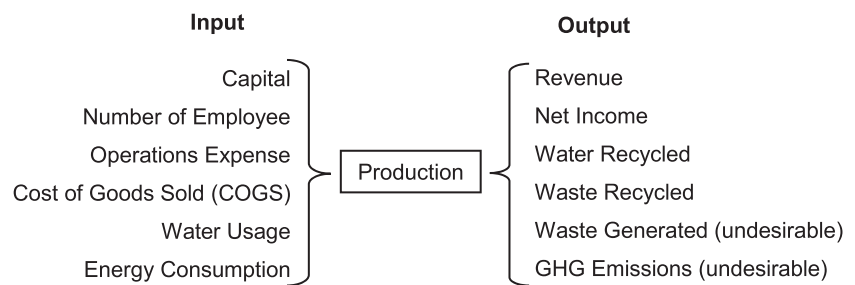 Input
Capital
Number of Employee
Operations Expense
Cost of Goods Sold (COGS)
Water Usage
Energy Consumption
Production
Output
Revenue
Net Income
Water Recycled
Waste Recycled
Waste Generated (undesirable)
GHG Emissions (undesirable)